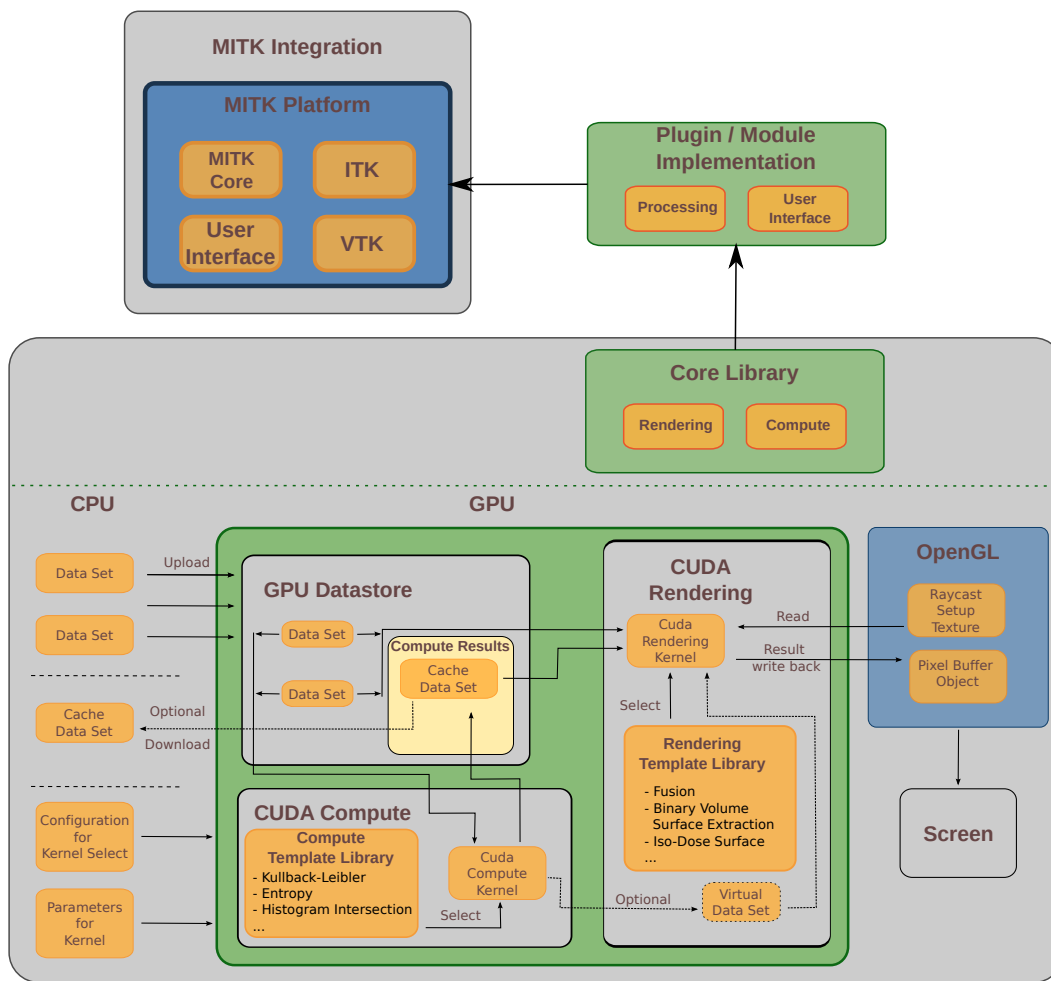 MITK Integration
MITK Platform
MITK
Core
ITK
User
Interface
VTK
Plugin / Module
Implementation
Processing
User
Interface
Core Library
Rendering
Compute
CPU
GPU
Data Set
Upload
Data Set
Cache
Data Set
Optional
Download
Configuration
for
Kernel Select
Parameters
for
Kernel
GPU Datastore
Data Set
Data Set
Compute Results
Cache
Data Set
CUDA Compute
Compute
Template Library
- Kullback-Leibler
- Entropy
- Histogram Intersection
...
Select
Cuda
Compute
Kernel
Optional
CUDA
Rendering
Cuda
Rendering
Kernel
Select
Rendering
Template Library
- Fusion
- Binary Volume
Surface Extraction
- Iso-Dose Surface
...
Virtual
Data Set
Read
Result
write back
OpenGL
Raycast
Setup
Texture
Pixel Buffer
Object
Screen